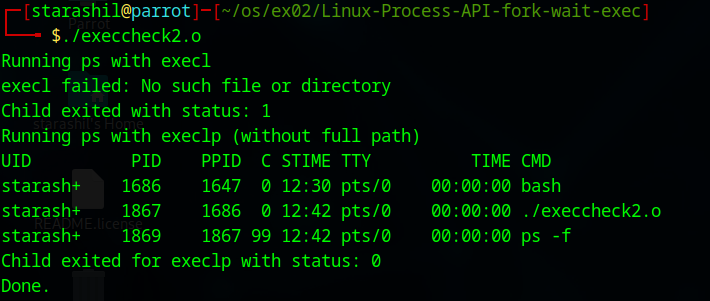 ┌─[starashil@parrot]─[~/os/ex02/Linux-Process-API-fork-wait-exec]
└──╼ $./execcheck2.o
Running ps with execl
execl failed: No such file or directory
Child exited with status: 1
Running ps with execlp (without full path)
UID          PID    PPID  C STIME TTY          TIME CMD
starash+    1686    1647  0 12:30 pts/0    00:00:00 bash
starash+    1867    1686  0 12:42 pts/0    00:00:00 ./execcheck2.o
starash+    1869    1867 99 12:42 pts/0    00:00:00 ps -f
Child exited for execlp with status: 0
Done.